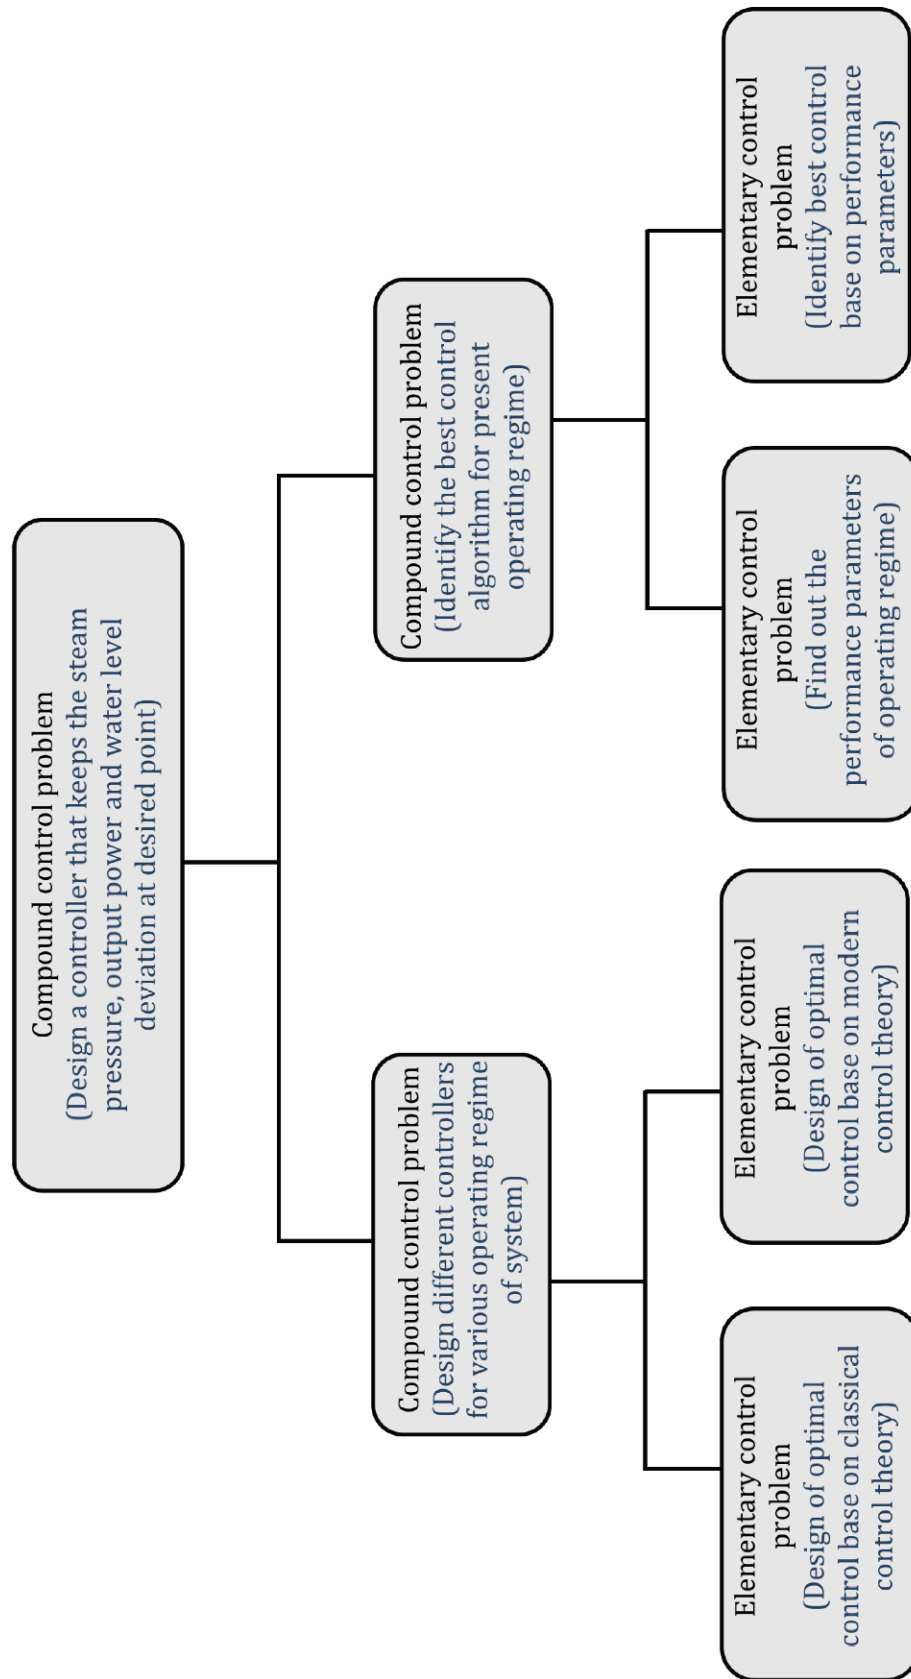 Compound control problem
(Design a controller that keeps the steam
pressure, output power and water level
deviation at desired point)
Compound control problem
(Design different controllers
for various operating regime
of system)
Compound control problem
(Identify the best control
algorithm for present
operating regime)
Elementary control
problem
(Design of optimal
control base on classical
control theory)
Elementary control
problem
(Design of optimal
control base on modern
control theory)
Elementary control
problem
(Find out the
performance parameters
of operating regime)
Elementary control
problem
(Identify best control
base on performance
parameters)